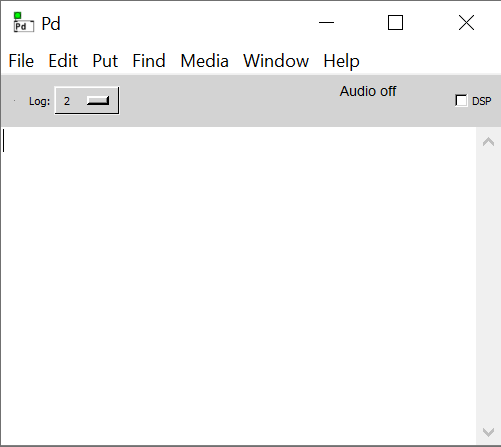 Pd
File Edit Put Find Media Window Help
Log: 2 Audio off DSP